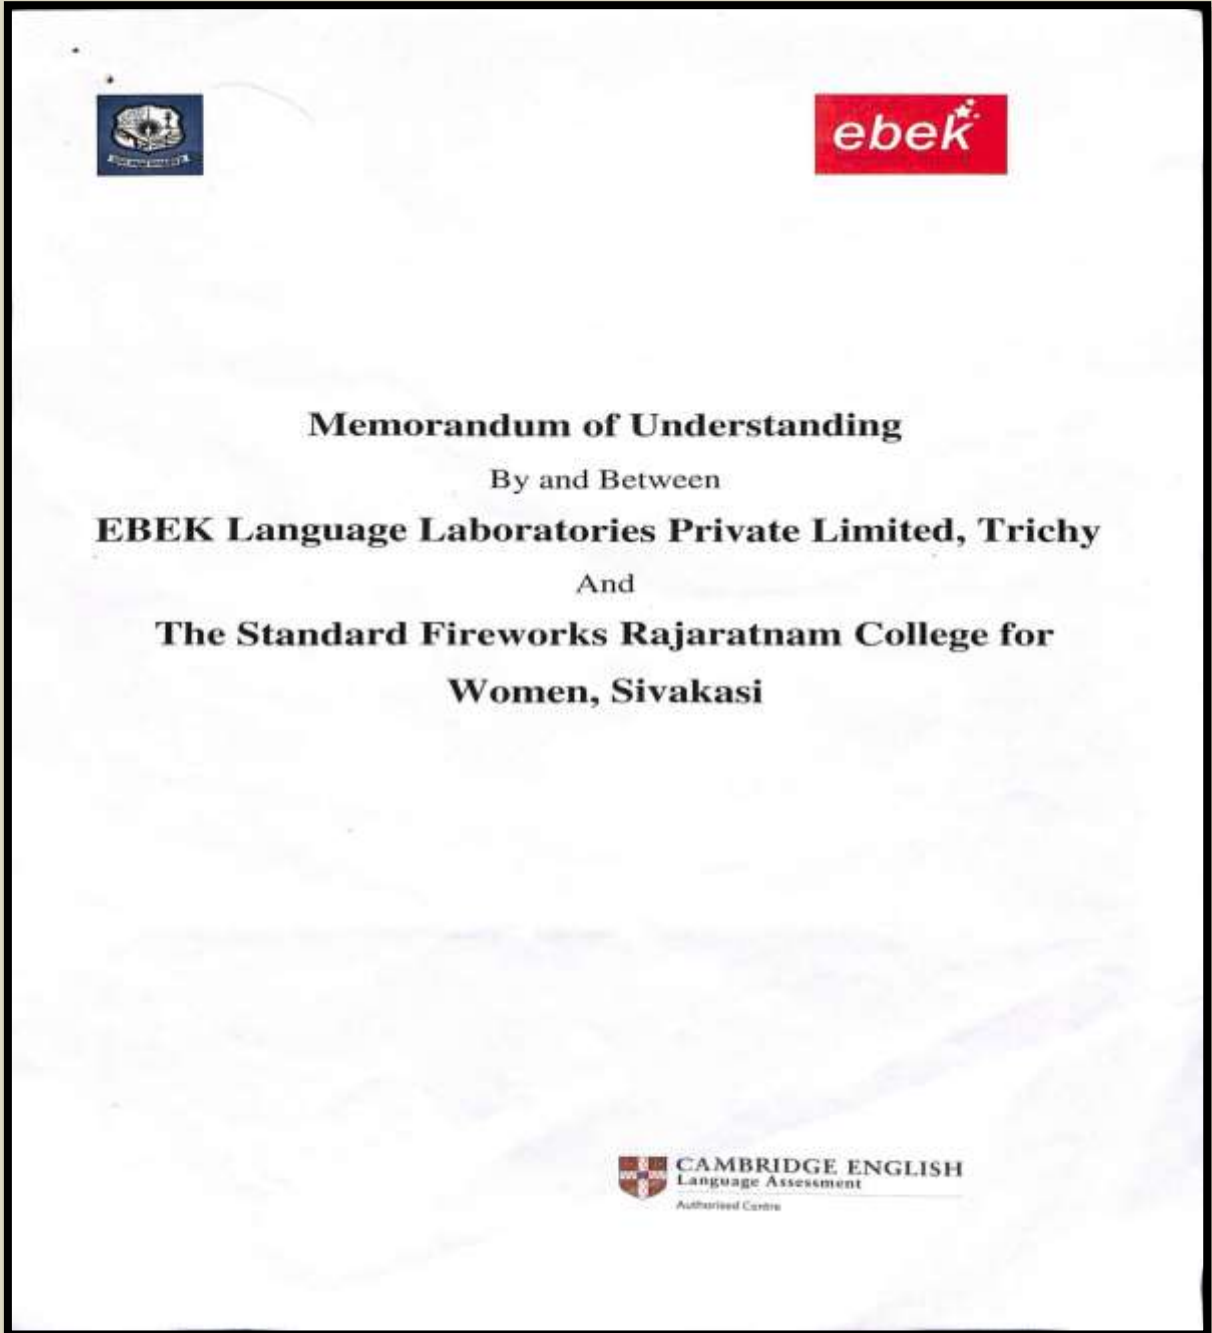 ebek
Memorandum of Understanding
By and Between
EBEK Language Laboratories Private Limited, Trichy
And
The Standard Fireworks Rajaratnam College for
Women, Sivakasi
CAMBRIDGE ENGLISH
Language Assessment
Authorised Centre